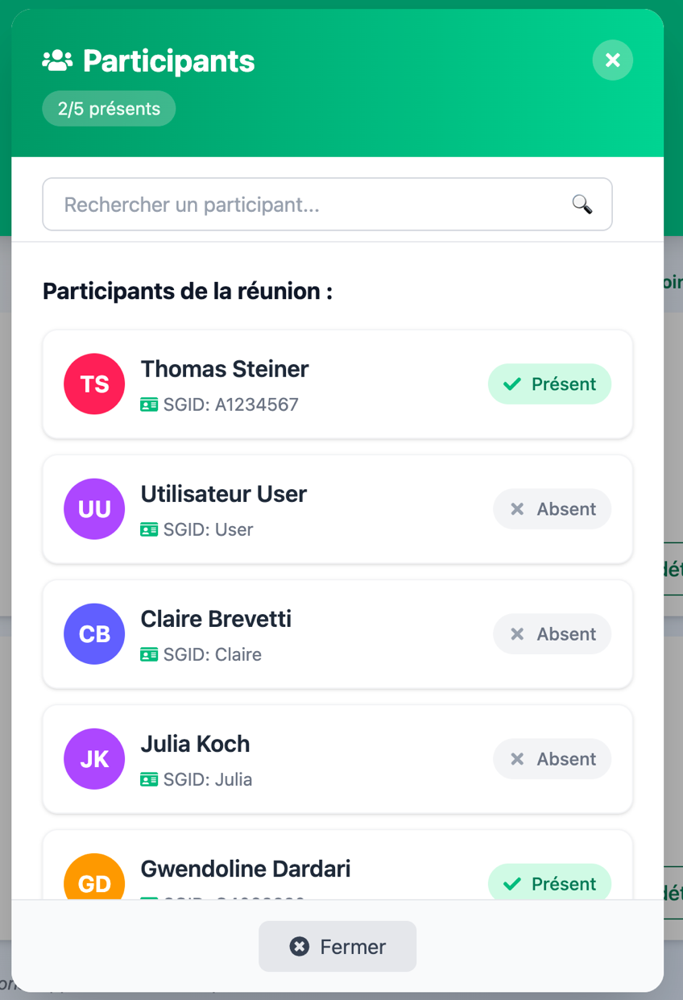 Participants
2/5 présents
Rechercher un participant...
Participants de la réunion :
TS
Thomas Steiner
SGID: A1234567
Présent
UU
Utilisateur User
SGID: User
Absent
CB
Claire Brevetti
SGID: Claire
Absent
JK
Julia Koch
SGID: Julia
Absent
GD
Gwendoline Dardari
Présent
Fermer